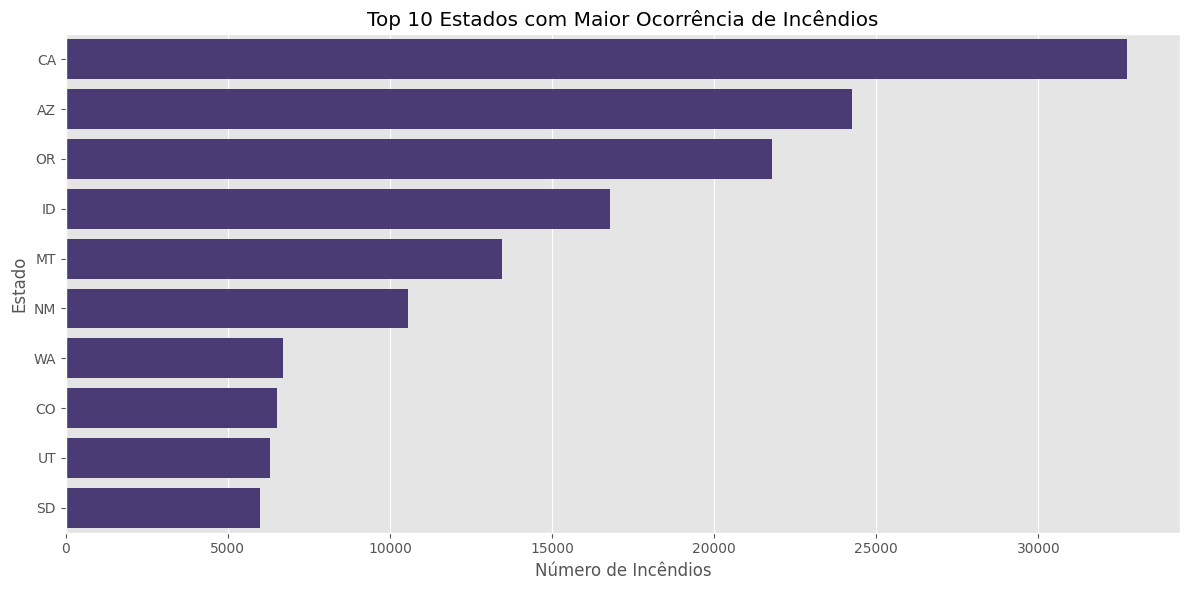 Top 10 Estados com Maior Ocorrência de Incêndios
Estado
CA
AZ
OR
ID
MT
NM
WA
CO
UT
SD
0 5000 10000 15000 20000 25000 30000
Número de Incêndios